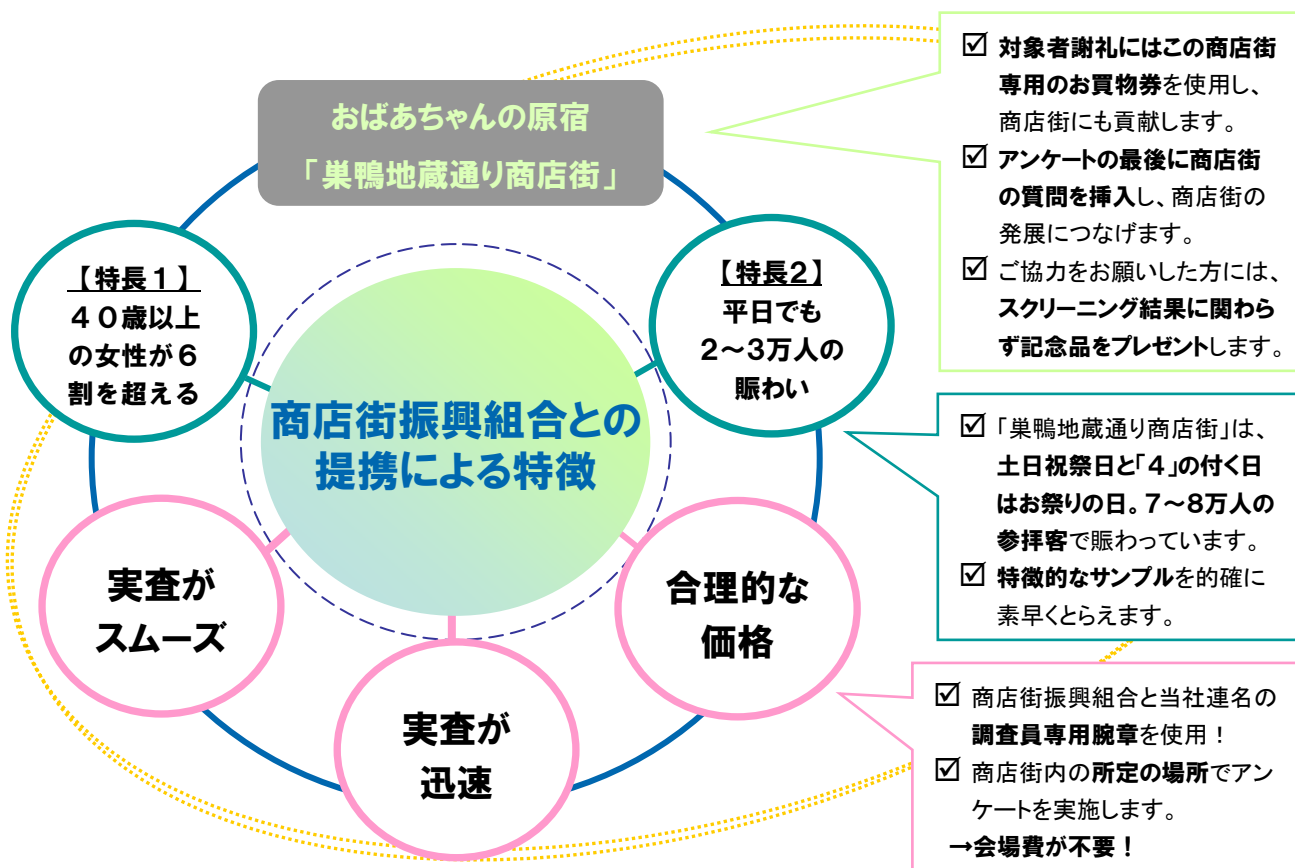 おばあちゃんの原宿
「巣鴨地蔵通り商店街」
【特長１】
４０歳以上
の女性が６
割を超える
【特長２】
平日でも
２～３万人の
賑わい
商店街振興組合との
提携による特徴
実査が
スムーズ
実査が
迅速
合理的な
価格
☑ 対象者謝礼にはこの商店街
専用のお買物券を使用し、
商店街にも貢献します。
☑ アンケートの最後に商店街
の質問を挿入し、商店街の
発展につなげます。
☑ ご協力をお願いした方には、
スクリーニング結果に関わら
ず記念品をプレゼントします。
☑ 「巣鴨地蔵通り商店街」は、
土日祝祭日と「４」の付く日
はお祭りの日。７～８万人の
参拝客で賑わっています。
☑ 特徴的なサンプルを的確に
素早くとらえます。
☑ 商店街振興組合と当社連名の
調査員専用腕章を使用！
☑ 商店街内の所定の場所でアン
ケートを実施します。
→会場費が不要！